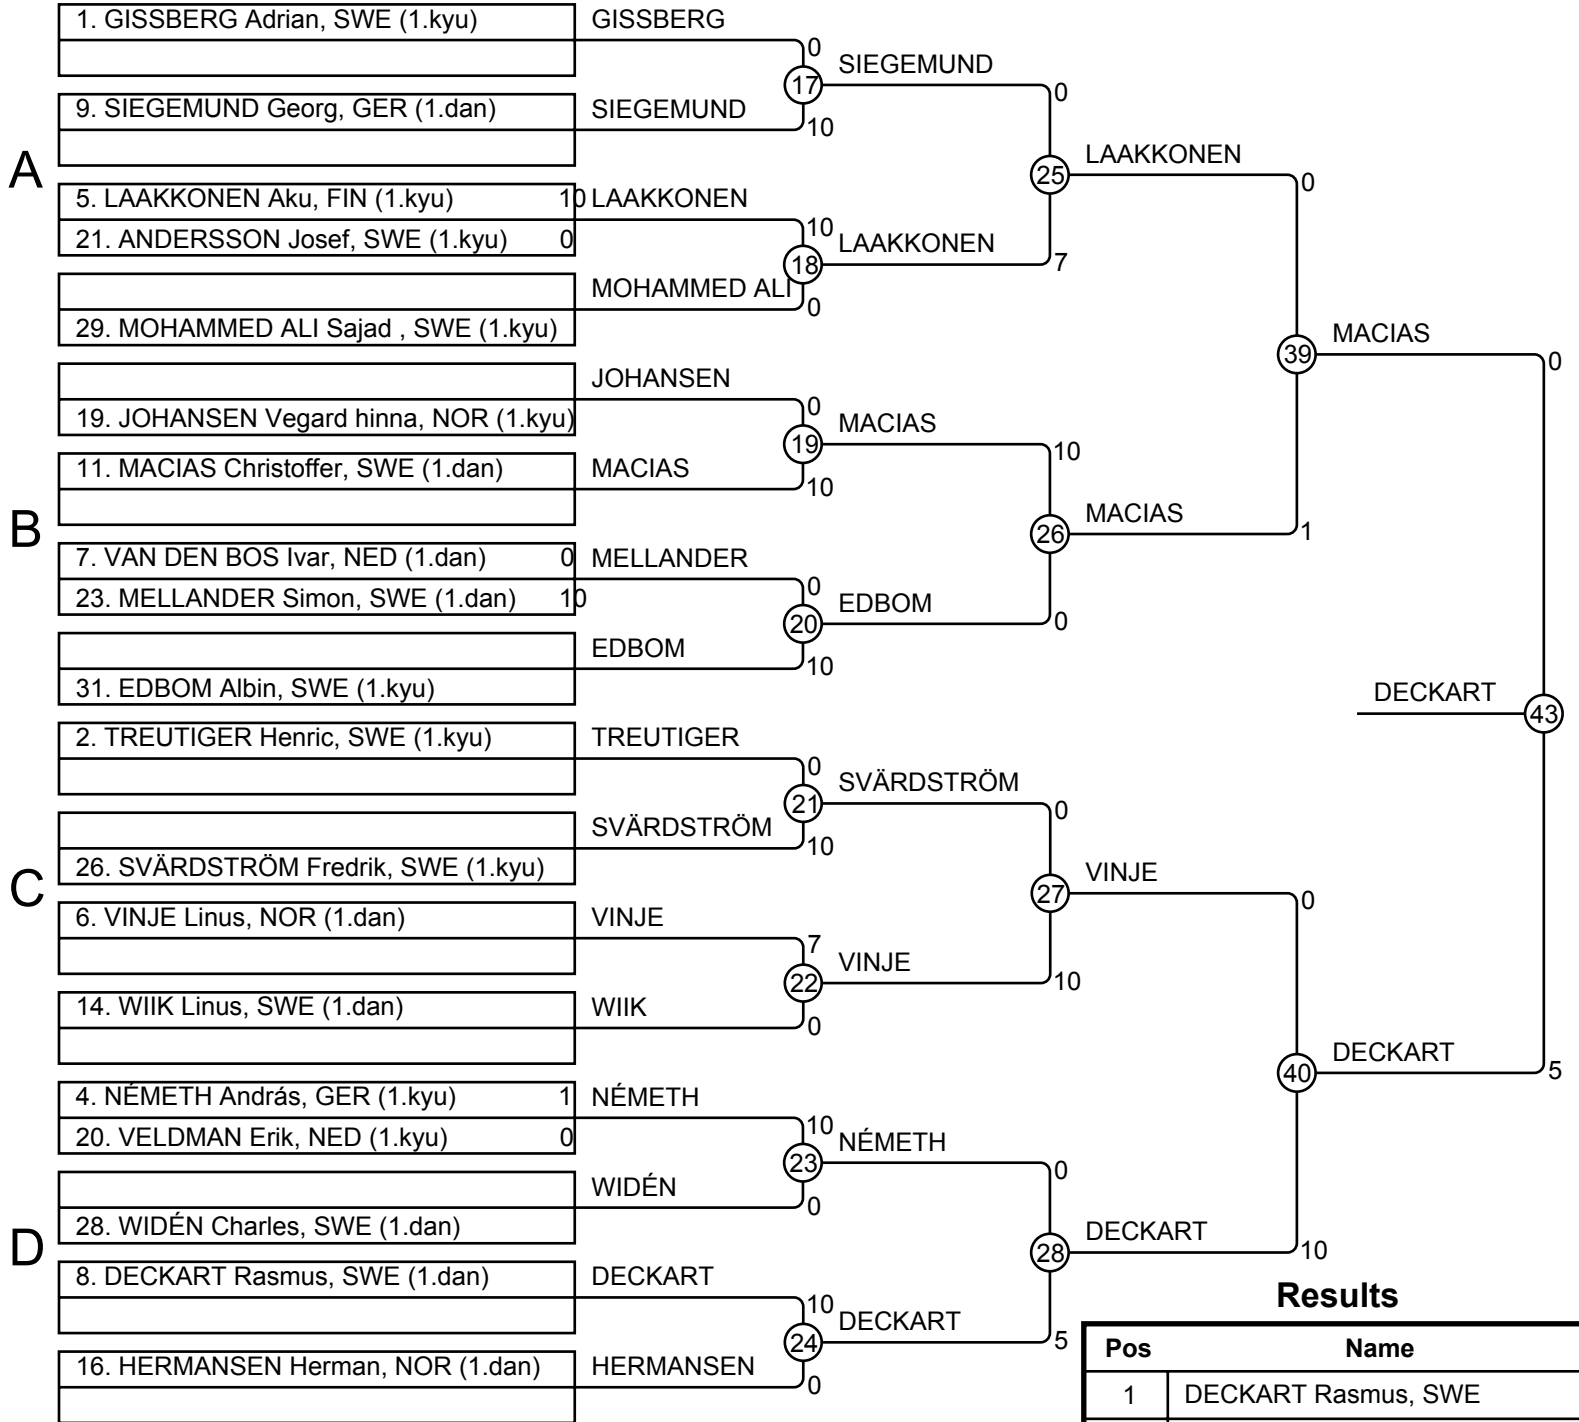 A
1. GISSBERG Adrian, SWE (1.kyu)
9. SIEGEMUND Georg, GER (1.dan)
5. LAAKKONEN Aku, FIN (1.kyu) 10
21. ANDERSSON Josef, SWE (1.kyu) 0
29. MOHAMMED ALI Sajad , SWE (1.kyu)
B
19. JOHANSEN Vegard hinna, NOR (1.kyu)
11. MACIAS Christoffer, SWE (1.dan)
7. VAN DEN BOS Ivar, NED (1.dan) 0
23. MELLANDER Simon, SWE (1.dan) 10
31. EDBOM Albin, SWE (1.kyu)
C
2. TREUTIGER Henric, SWE (1.kyu)
26. SVÄRDSTRÖM Fredrik, SWE (1.kyu)
6. VINJE Linus, NOR (1.dan)
14. WIIK Linus, SWE (1.dan)
D
4. NÉMETH András, GER (1.kyu) 1
20. VELDMAN Erik, NED (1.kyu) 0
28. WIDÉN Charles, SWE (1.dan)
8. DECKART Rasmus, SWE (1.dan)
16. HERMANSEN Herman, NOR (1.dan)
GISSBERG
0
17
SIEGEMUND
10
LAAKKONEN
10
18
MOHAMMED ALI
0
JOHANSEN
0
19
MACIAS
10
MELLANDER
0
20
EDBOM
10
TREUTIGER
0
21
SVÄRDSTRÖM
10
VINJE
7
22
WIIK
0
NÉMETH
10
23
WIDÉN
0
DECKART
10
24
HERMANSEN
0
SIEGEMUND
0
25
LAAKKONEN
7
MACIAS
10
26
EDBOM
0
SVÄRDSTRÖM
0
27
VINJE
10
NÉMETH
0
28
DECKART
5
LAAKKONEN
0
39
MACIAS
1
VINJE
0
40
DECKART
10
MACIAS
0
DECKART
43
DECKART
5
Results
Pos Name
1 DECKART Rasmus, SWE